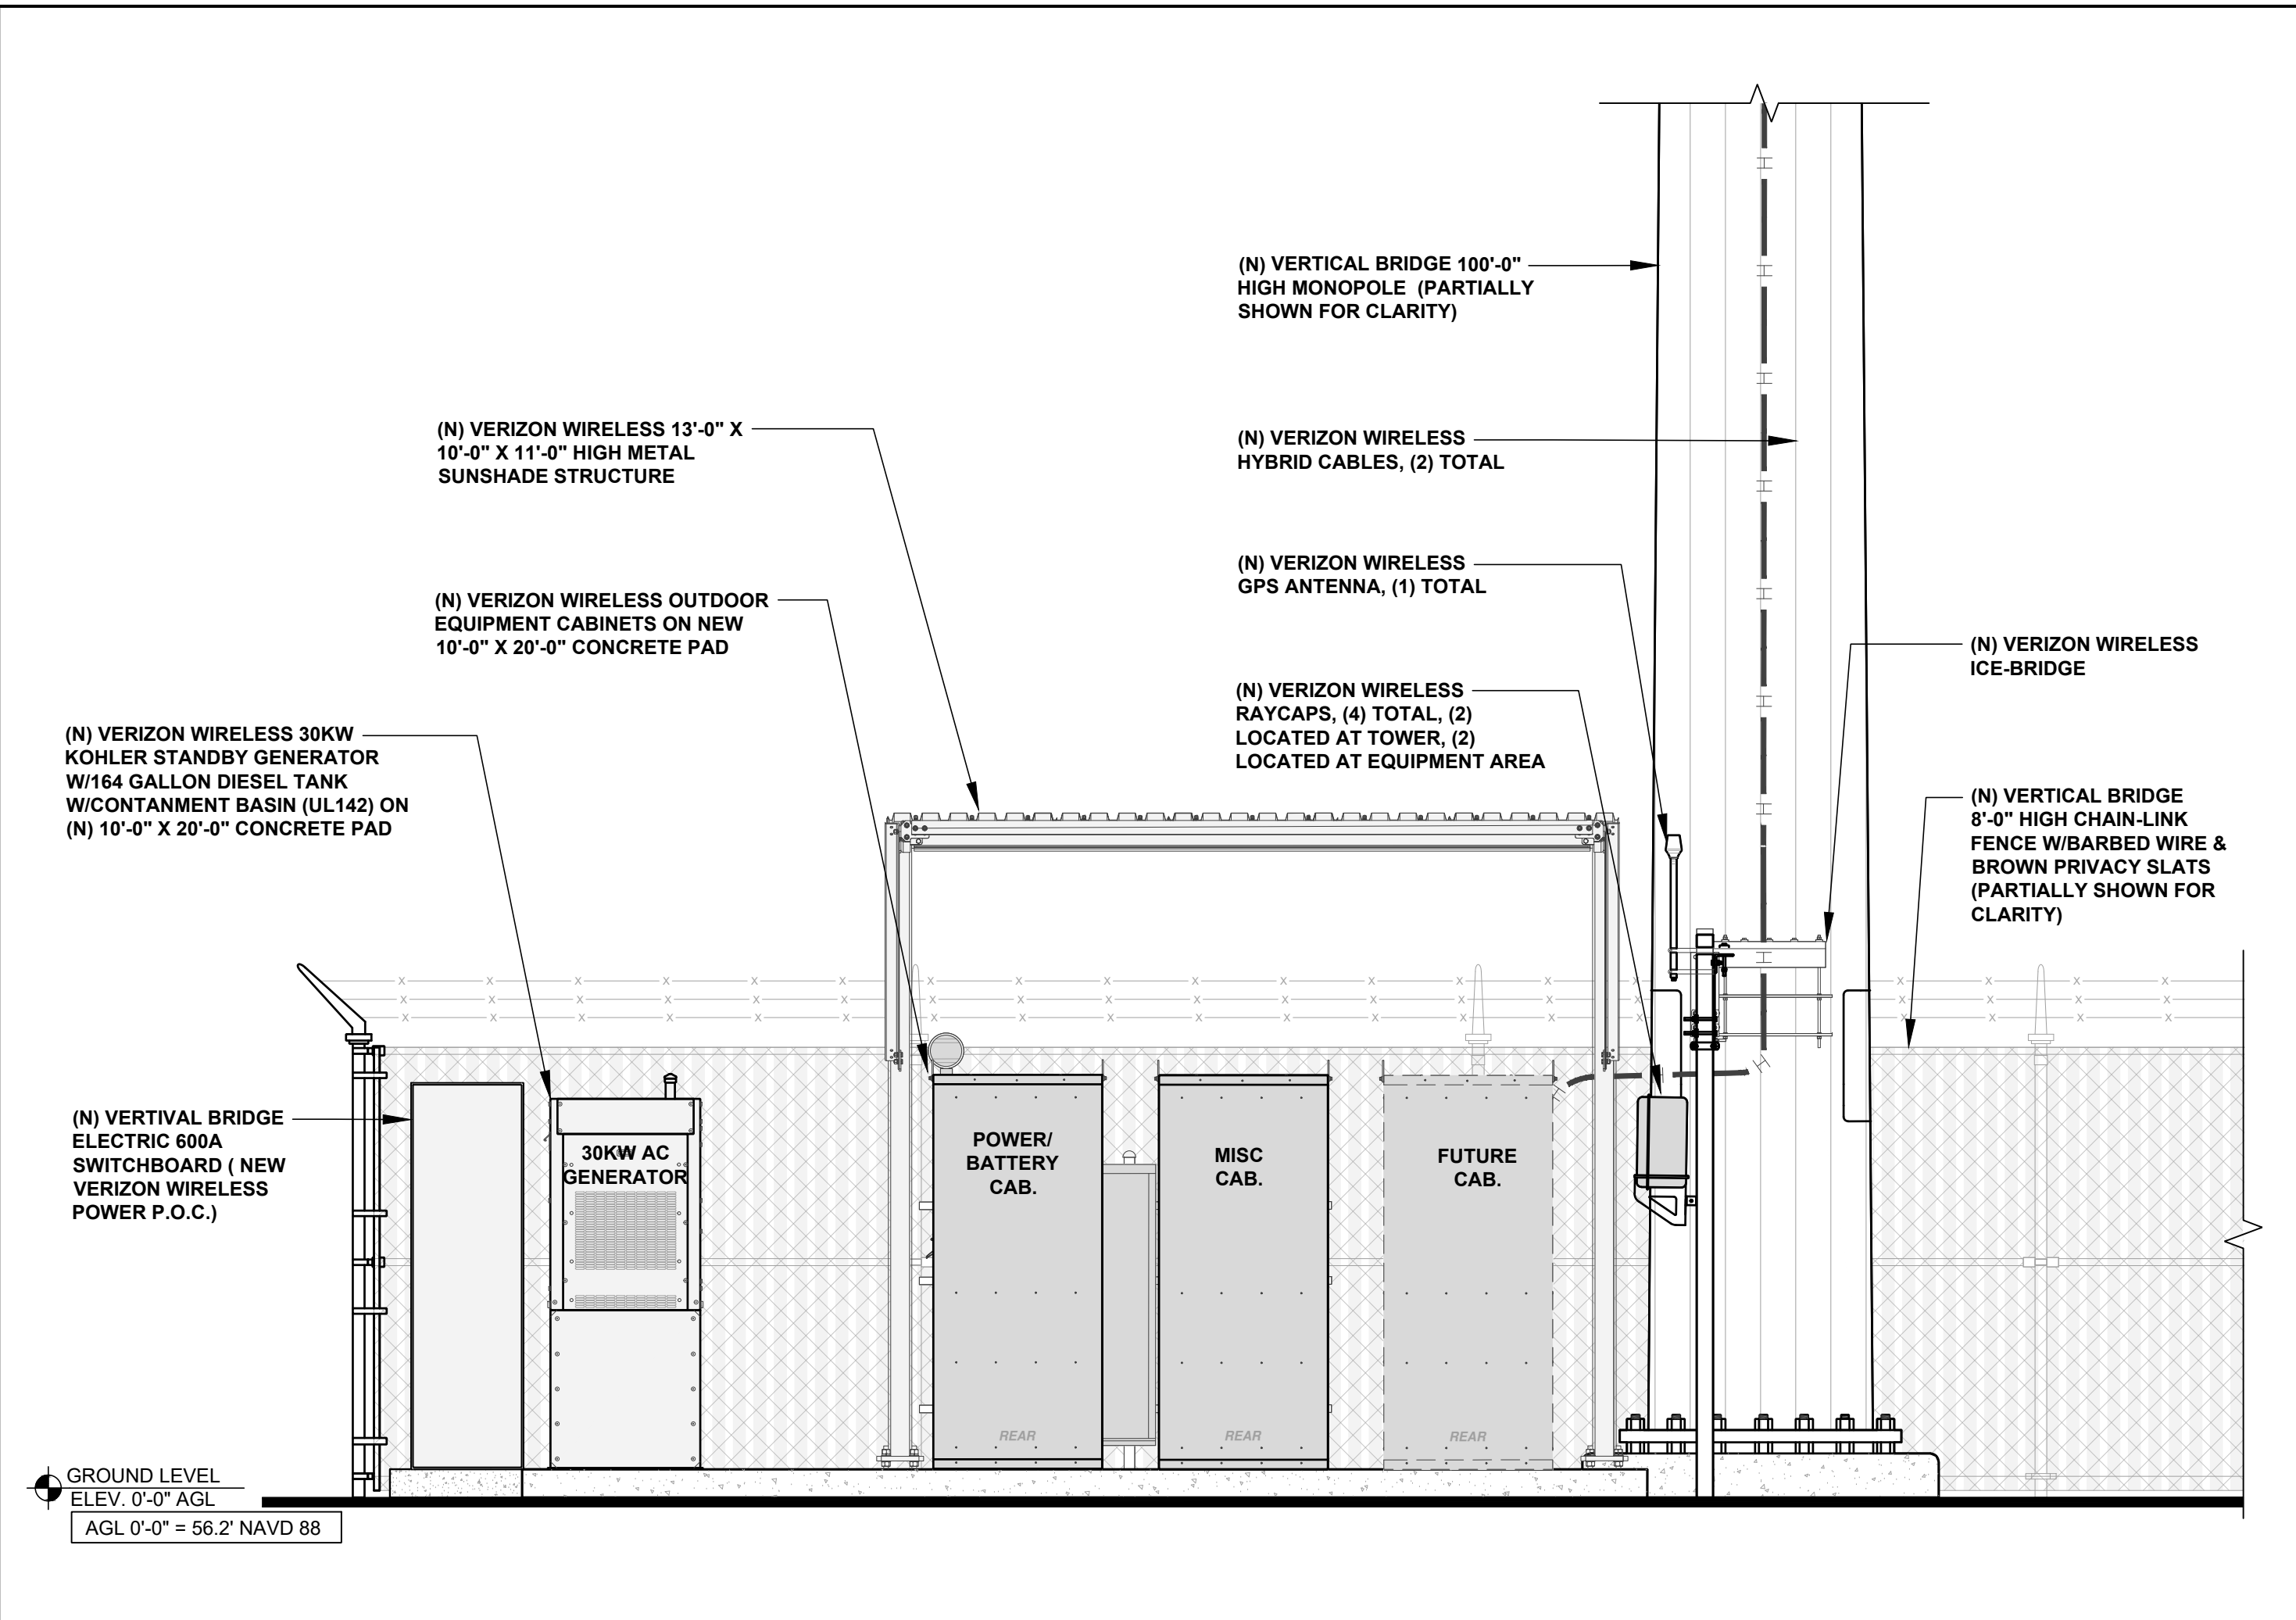 (N) VERTICAL BRIDGE 100'-0"
HIGH MONOPOLE (PARTIALLY
SHOWN FOR CLARITY)
(N) VERIZON WIRELESS 13'-0" X
10'-0" X 11'-0" HIGH METAL
SUNSHADE STRUCTURE
(N) VERIZON WIRELESS
HYBRID CABLES, (2) TOTAL
(N) VERIZON WIRELESS
GPS ANTENNA, (1) TOTAL
(N) VERIZON WIRELESS OUTDOOR
EQUIPMENT CABINETS ON NEW
10'-0" X 20'-0" CONCRETE PAD
(N) VERIZON WIRELESS
ICE-BRIDGE
(N) VERIZON WIRELESS
RAYCAPS, (4) TOTAL, (2)
LOCATED AT TOWER, (2)
LOCATED AT EQUIPMENT AREA
(N) VERIZON WIRELESS 30KW
KOHLER STANDBY GENERATOR
W/164 GALLON DIESEL TANK
W/CONTANMENT BASIN (UL142) ON
(N) 10'-0" X 20'-0" CONCRETE PAD
(N) VERTICAL BRIDGE
8'-0" HIGH CHAIN-LINK
FENCE W/BARBED WIRE &
BROWN PRIVACY SLATS
(PARTIALLY SHOWN FOR
CLARITY)
(N) VERTIVAL BRIDGE
ELECTRIC 600A
SWITCHBOARD ( NEW
VERIZON WIRELESS
POWER P.O.C.)
30KW AC
GENERATOR
POWER/
BATTERY
CAB.
MISC
CAB.
FUTURE
CAB.
REAR
REAR
REAR
GROUND LEVEL
ELEV. 0'-0" AGL
AGL 0'-0" = 56.2' NAVD 88